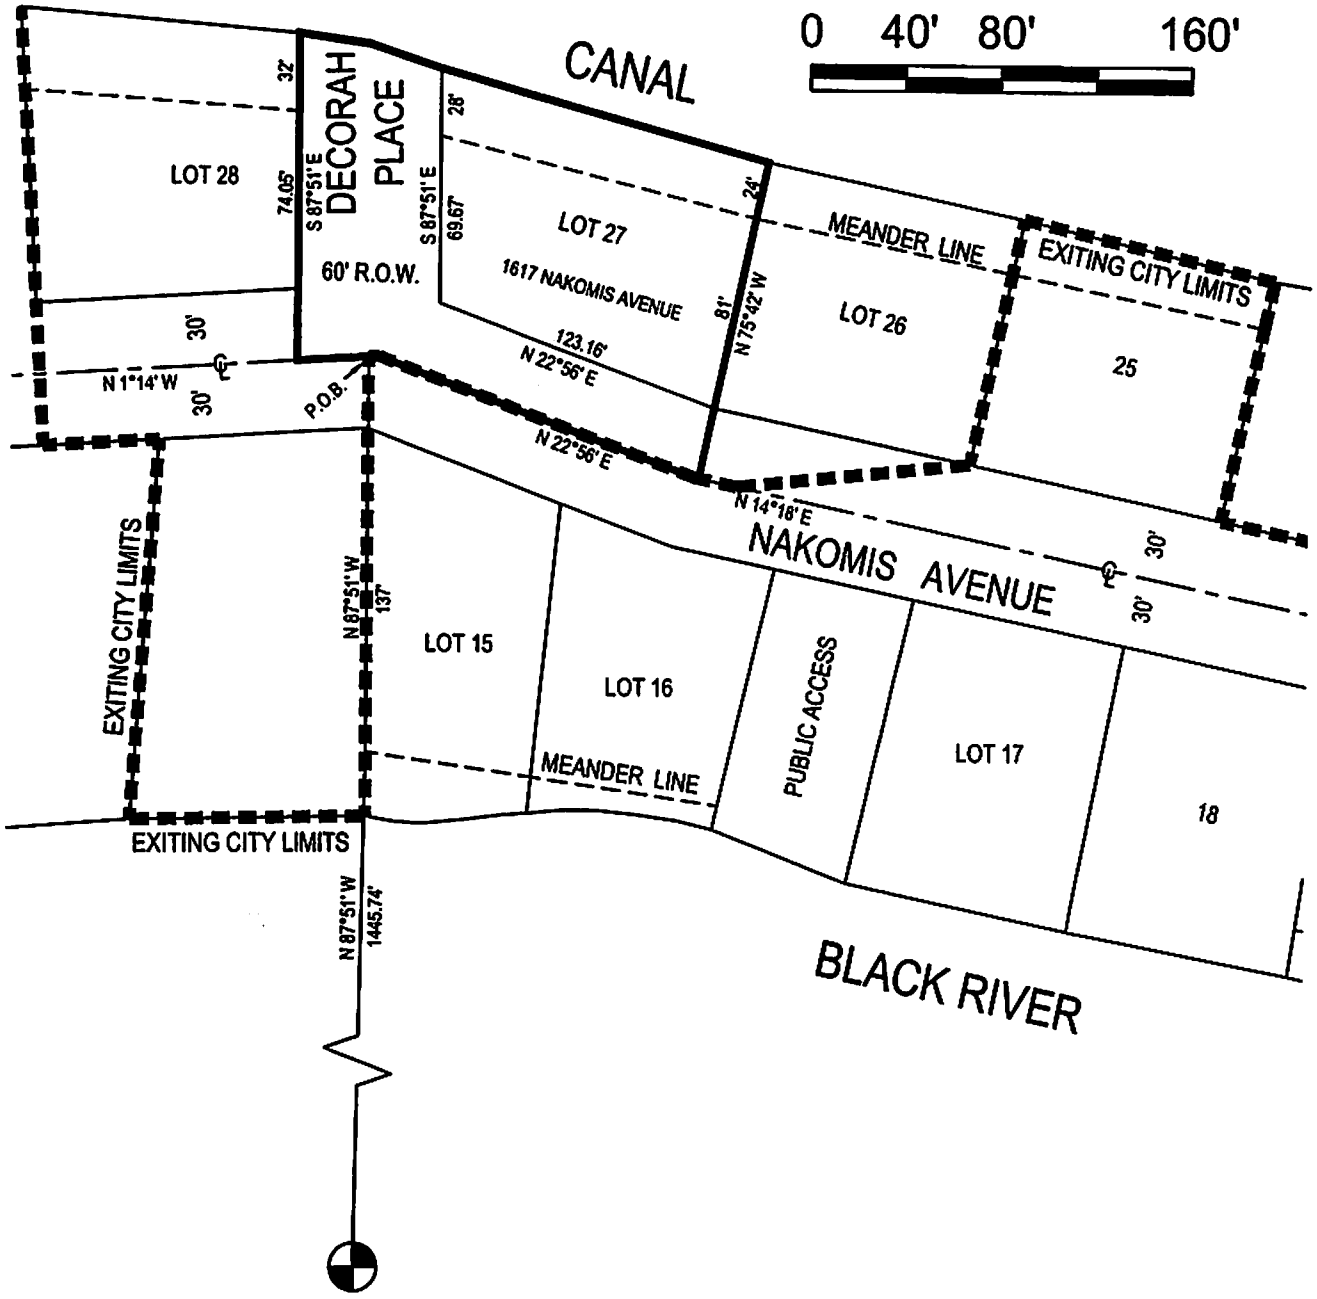 0 40' 80' 160'
CANAL
DECORAH
PLACE
32'
28'
LOT 28
74.05'
S 87°51' E
S 87°51' E
69.67'
60' R.O.W.
24'
LOT 27
1617 NAKOMIS AVENUE
123.16'
N 22°56' E
81'
N 75°42' W
MEANDER LINE
LOT 26
EXITING CITY LIMITS
25
30'
℄
N 1°14' W
30'
P.O.B.
N 22°56' E
N 14°18' E
NAKOMIS AVENUE
30'
℄
30'
EXITING CITY LIMITS
N 87°51' W
137'
LOT 15
LOT 16
PUBLIC ACCESS
LOT 17
18
MEANDER LINE
EXITING CITY LIMITS
N 87°51' W
1445.74'
BLACK RIVER